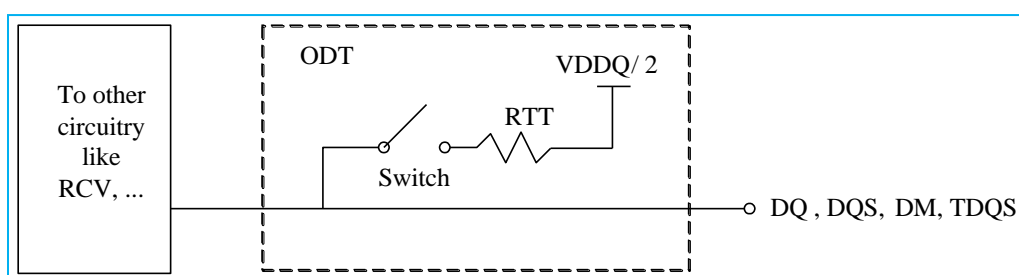 ODT
VDDQ/ 2
To other
circuitry
like
RCV, ...
RTT
Switch
DQ , DQS, DM, TDQS